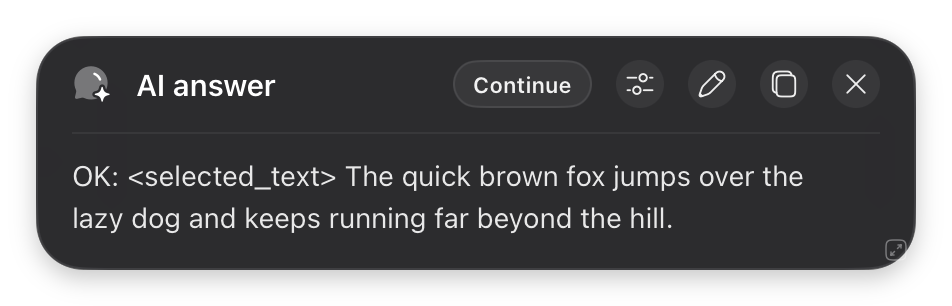 AI answer
Continue
OK: <selected_text> The quick brown fox jumps over the
lazy dog and keeps running far beyond the hill.